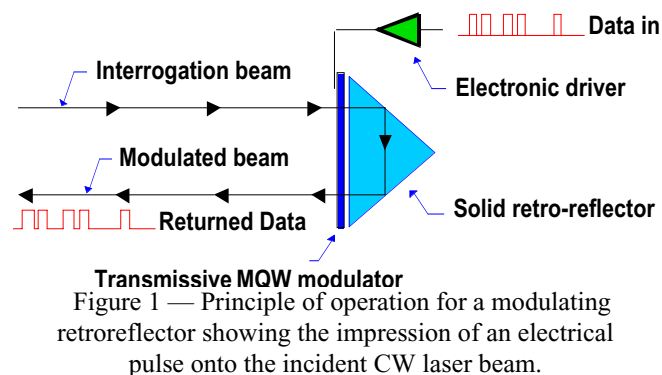 Data in
Interrogation beam
Electronic driver
Modulated beam
Returned Data
Solid retro-reflector
Transmissive MQW modulator
Figure 1 — Principle of operation for a modulating
retroreflector showing the impression of an electrical
pulse onto the incident CW laser beam.